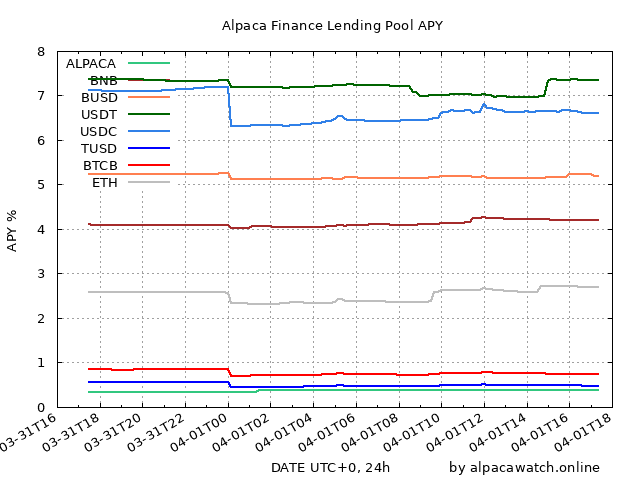 Alpaca Finance Lending Pool APY
8
7
6
5
4
3
2
1
0
APY %
ALPACA
BNB
BUSD
USDT
USDC
TUSD
BTCB
ETH
03-31T16
03-31T18
03-31T20
03-31T22
04-01T00
04-01T02
04-01T04
04-01T06
04-01T08
04-01T10
04-01T12
04-01T14
04-01T16
04-01T18
DATE UTC+0, 24h
by alpacawatch.online